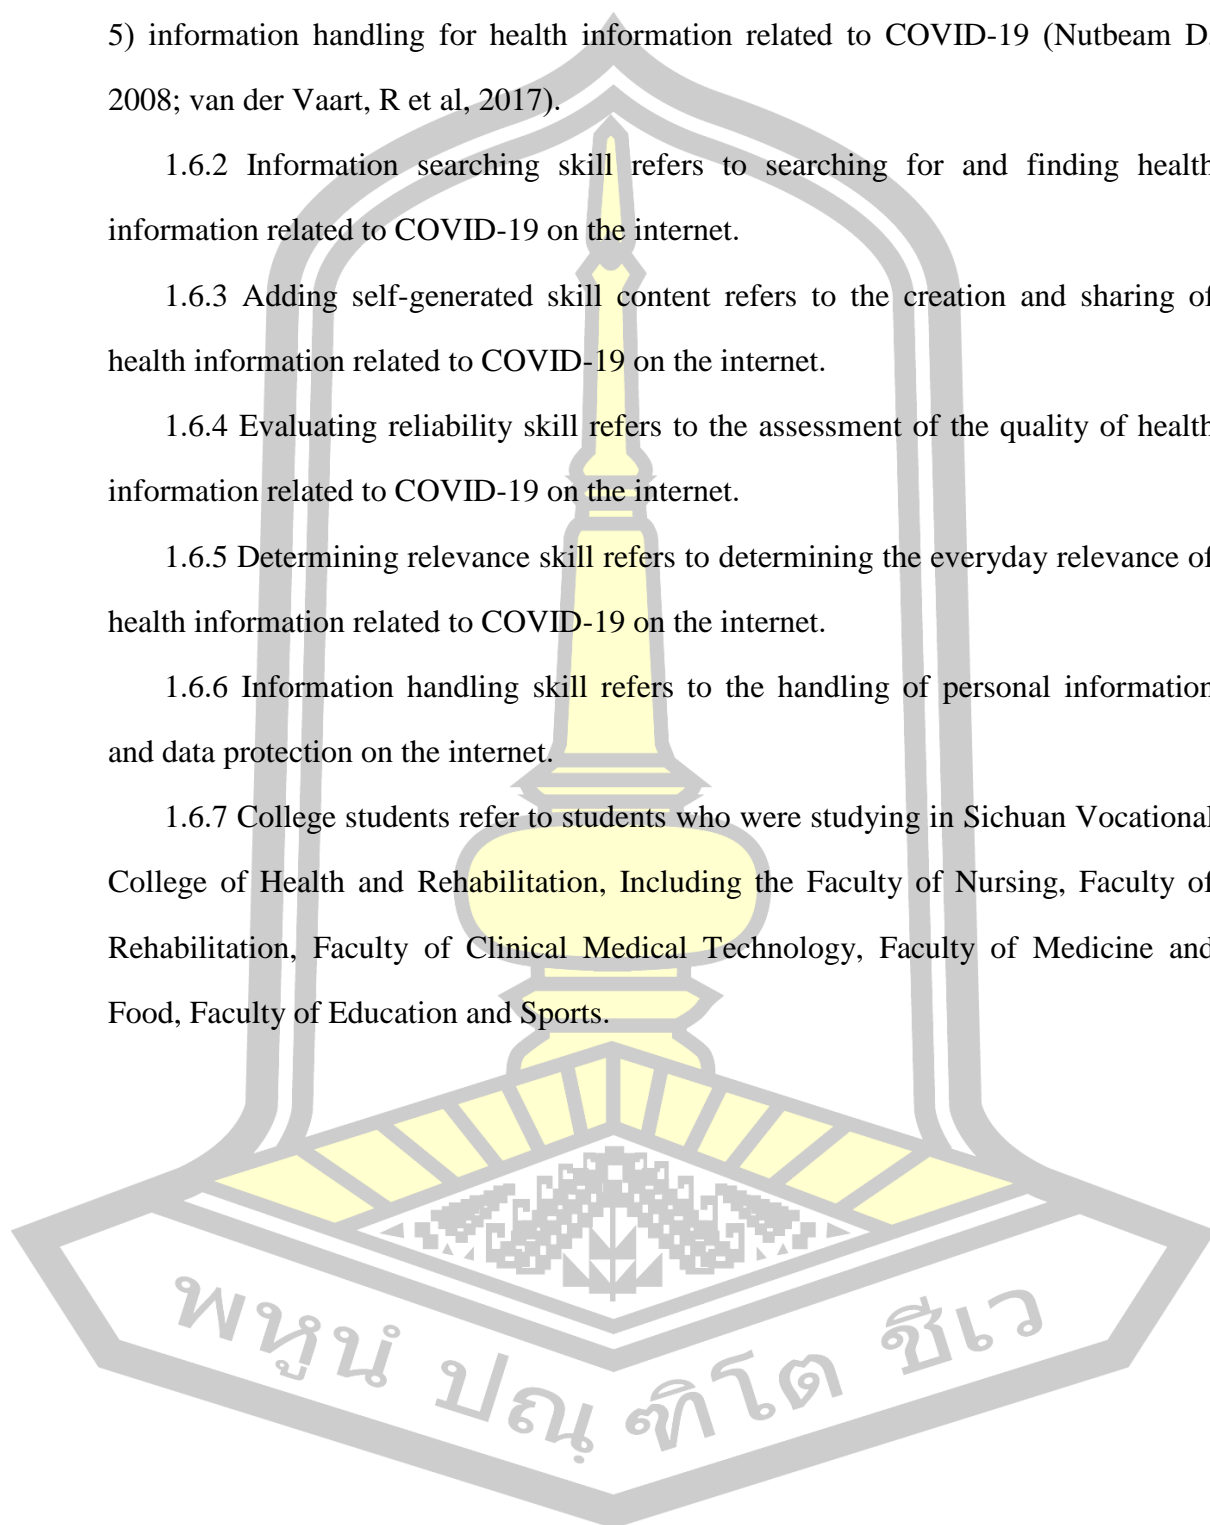 5) information handling for health information related to COVID-19 (Nutbeam D.
2008; van der Vaart, R et al, 2017).
1.6.2 Information searching skill refers to searching for and finding health
information related to COVID-19 on the internet.
1.6.3 Adding self-generated skill content refers to the creation and sharing of
health information related to COVID-19 on the internet.
1.6.4 Evaluating reliability skill refers to the assessment of the quality of health
information related to COVID-19 on the internet.
1.6.5 Determining relevance skill refers to determining the everyday relevance of
health information related to COVID-19 on the internet.
1.6.6 Information handling skill refers to the handling of personal information
and data protection on the internet.
1.6.7 College students refer to students who were studying in Sichuan Vocational
College of Health and Rehabilitation, Including the Faculty of Nursing, Faculty of
Rehabilitation, Faculty of Clinical Medical Technology, Faculty of Medicine and
Food, Faculty of Education and Sports.
พหูนํ ปณฺฑิโต ชีเว